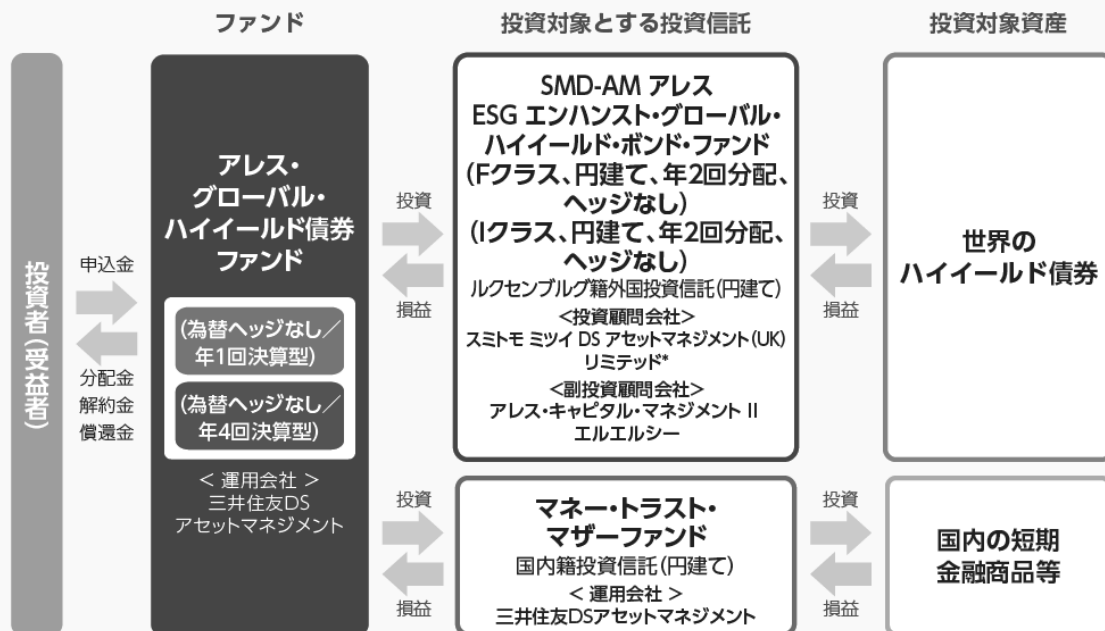 ファンド
投資対象とする投資信託
投資対象資産
投資者(受益者)
申込金
分配金
解約金
償還金
アレス・
グローバル・
ハイイールド債券
ファンド
(為替ヘッジなし/
年1回決算型)
(為替ヘッジなし/
年4回決算型)
< 運用会社 >
三井住友DS
アセットマネジメント
投資
損益
SMD-AM アレス
ESG エンハンスト・グローバル・
ハイイールド・ボンド・ファンド
(Fクラス、円建て、年2回分配、
ヘッジなし)
(Iクラス、円建て、年2回分配、
ヘッジなし)
ルクセンブルグ籍外国投資信託(円建て)
<投資顧問会社>
スミトモ ミツイ DS アセットマネジメント(UK)
リミテッド*
<副投資顧問会社>
アレス・キャピタル・マネジメント II
エルエルシー
投資
損益
世界の
ハイイールド債券
投資
損益
マネー・トラスト・
マザーファンド
国内籍投資信託(円建て)
< 運用会社 >
三井住友DSアセットマネジメント
投資
損益
国内の短期
金融商品等